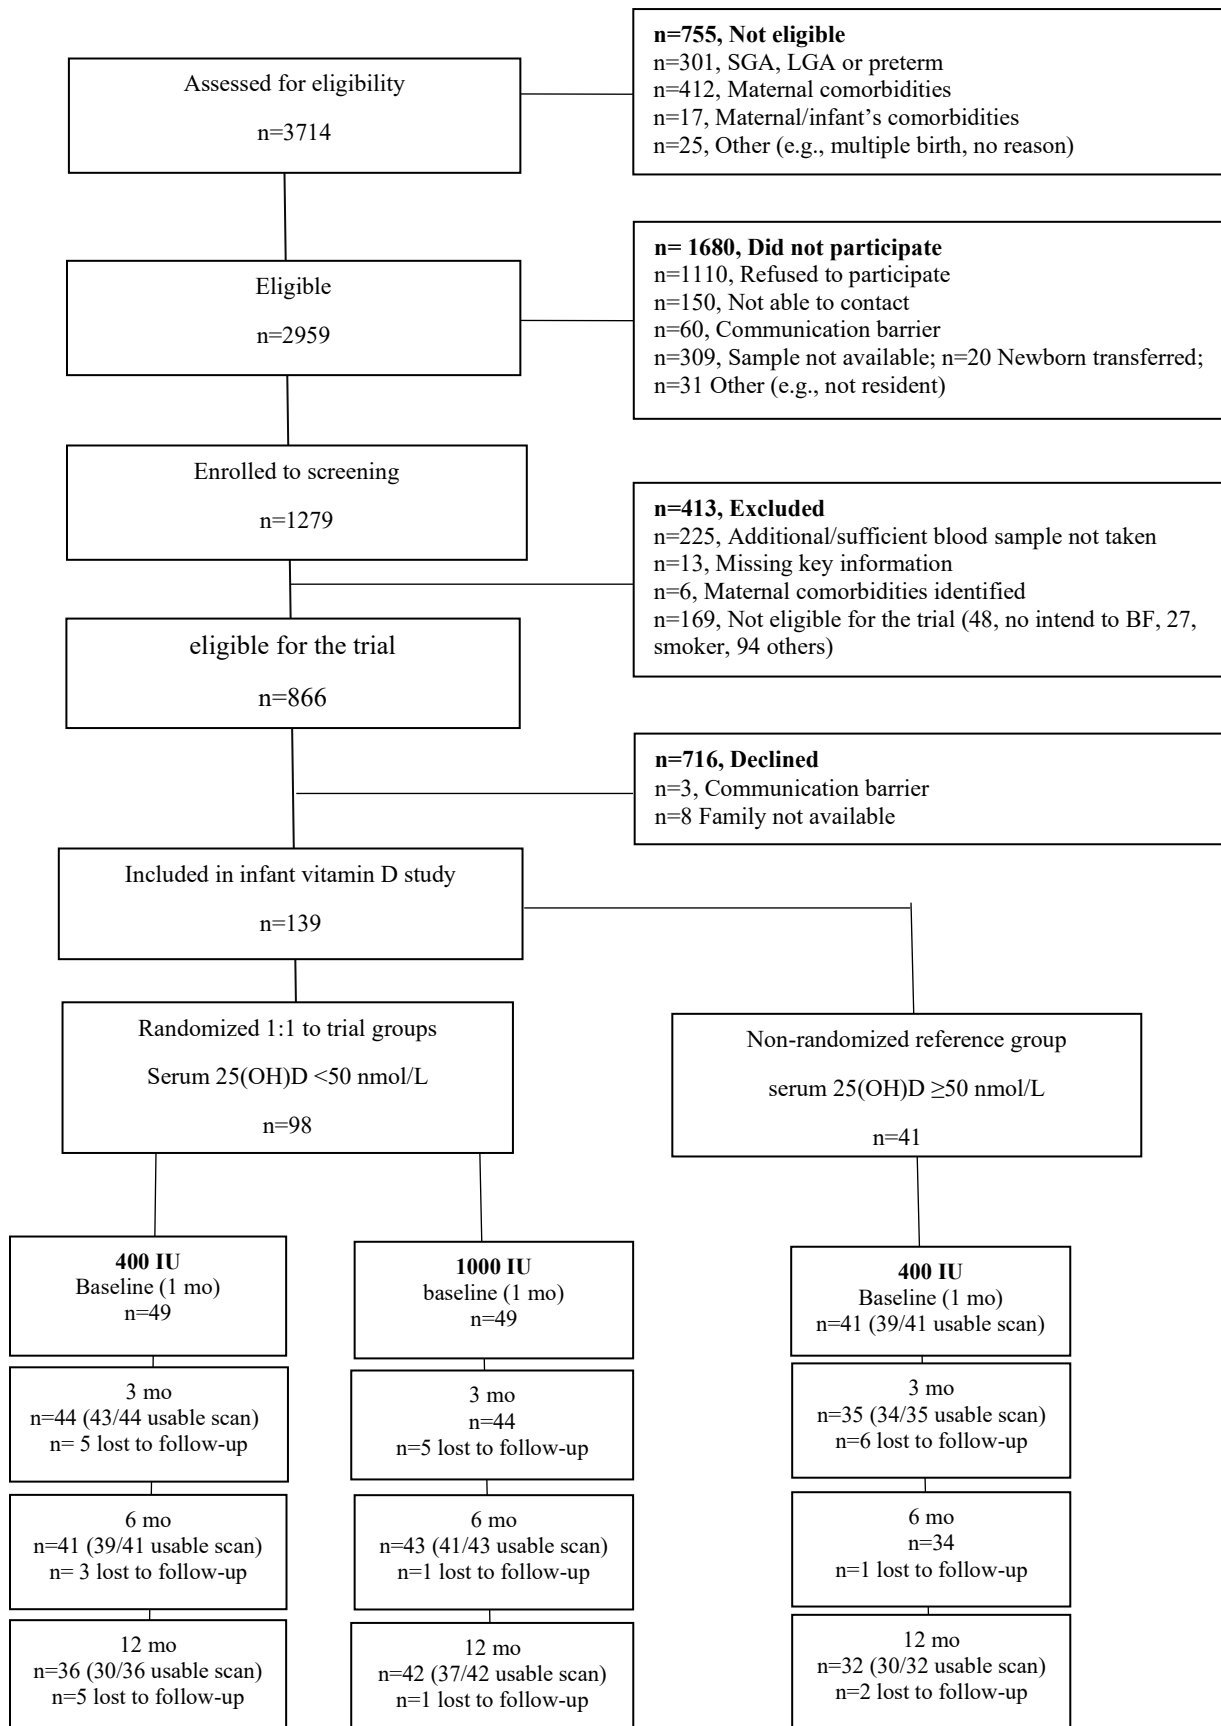 Assessed for eligibility
n=3714
n=755, Not eligible
n=301, SGA, LGA or preterm
n=412, Maternal comorbidities
n=17, Maternal/infant's comorbidities
n=25, Other (e.g., multiple birth, no reason)
Eligible
n=2959
n= 1680, Did not participate
n=1110, Refused to participate
n=150, Not able to contact
n=60, Communication barrier
n=309, Sample not available; n=20 Newborn transferred;
n=31 Other (e.g., not resident)
Enrolled to screening
n=1279
n=413, Excluded
n=225, Additional/sufficient blood sample not taken
n=13, Missing key information
n=6, Maternal comorbidities identified
n=169, Not eligible for the trial (48, no intend to BF, 27,
smoker, 94 others)
eligible for the trial
n=866
n=716, Declined
n=3, Communication barrier
n=8 Family not available
Included in infant vitamin D study
n=139
Randomized 1:1 to trial groups
Serum 25(OH)D <50 nmol/L
n=98
Non-randomized reference group
serum 25(OH)D ≥50 nmol/L
n=41
400 IU
Baseline (1 mo)
n=49
1000 IU
baseline (1 mo)
n=49
400 IU
Baseline (1 mo)
n=41 (39/41 usable scan)
3 mo
n=44 (43/44 usable scan)
n= 5 lost to follow-up
3 mo
n=44
n=5 lost to follow-up
3 mo
n=35 (34/35 usable scan)
n=6 lost to follow-up
6 mo
n=41 (39/41 usable scan)
n= 3 lost to follow-up
6 mo
n=43 (41/43 usable scan)
n=1 lost to follow-up
6 mo
n=34
n=1 lost to follow-up
12 mo
n=36 (30/36 usable scan)
n=5 lost to follow-up
12 mo
n=42 (37/42 usable scan)
n=1 lost to follow-up
12 mo
n=32 (30/32 usable scan)
n=2 lost to follow-up